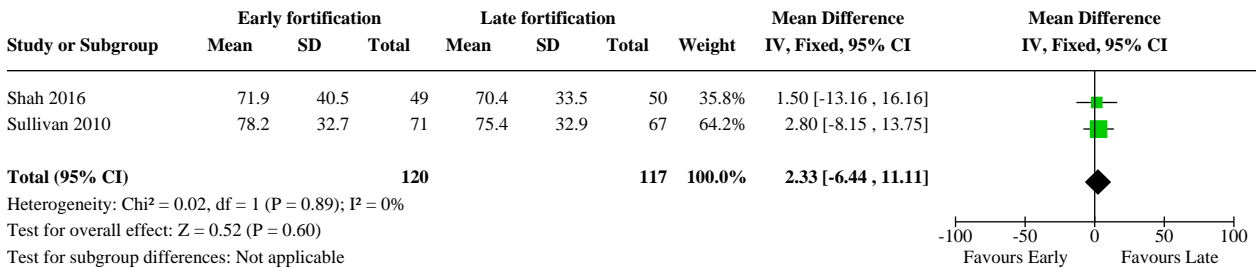 Early fortification Late fortification Mean Difference Mean Difference
Study or Subgroup Mean SD Total Mean SD Total Weight IV, Fixed, 95% CI IV, Fixed, 95% CI
Shah 2016 71.9 40.5 49 70.4 33.5 50 35.8% 1.50 [-13.16 , 16.16]
Sullivan 2010 78.2 32.7 71 75.4 32.9 67 64.2% 2.80 [-8.15 , 13.75]
Total (95% CI) 120 117 100.0% 2.33 [-6.44 , 11.11]
Heterogeneity: Chi² = 0.02, df = 1 (P = 0.89); I² = 0%
Test for overall effect: Z = 0.52 (P = 0.60)
Test for subgroup differences: Not applicable
-100 -50 0 50 100
Favours Early Favours Late